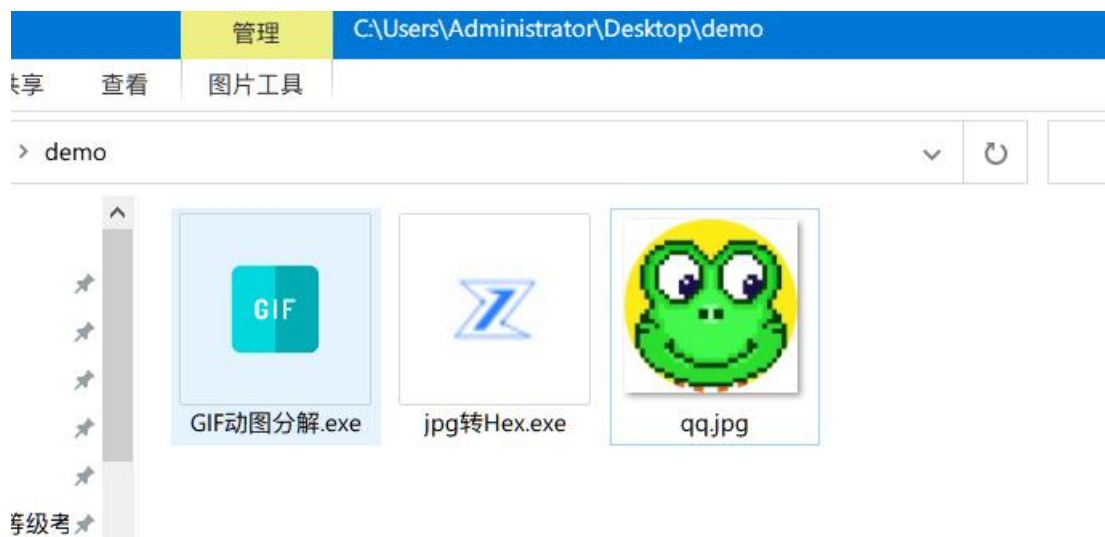 管理
C:\Users\Administrator\Desktop\demo
享
查看
图片工具
> demo
GIF
GIF动图分解.exe
jpg转Hex.exe
qq.jpg
等级考